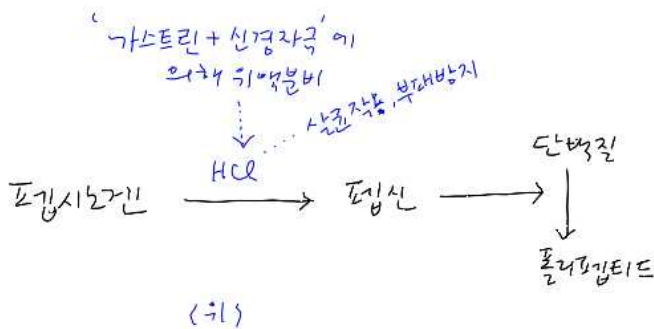 '가스트린 + 신경자극'에
의해 위액분비
살균작용, 부패방지
HCl
단백질
펩시노겐
펩신
폴리펩티드
<위>